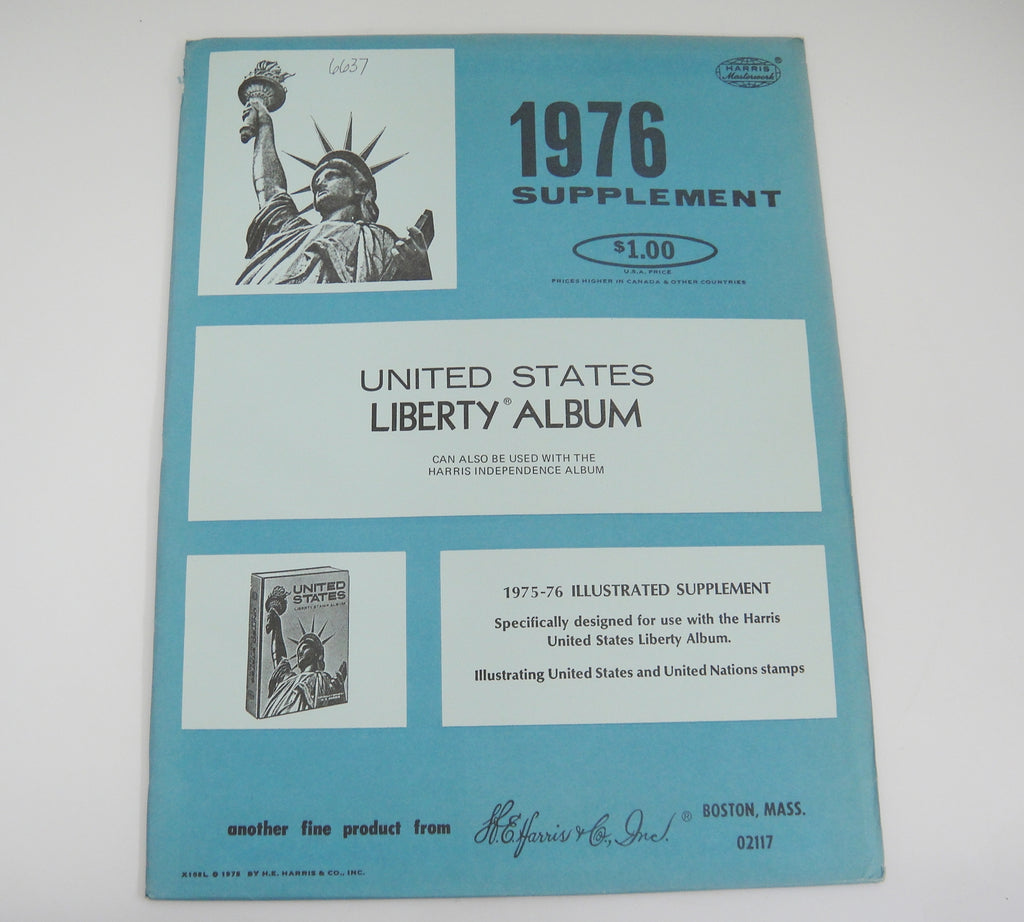 6637
HARRIS
Masterwork
®
1976
SUPPLEMENT
$1.00
U.S.A. PRICE
PRICES HIGHER IN CANADA & OTHER COUNTRIES
UNITED STATES
LIBERTY® ALBUM
CAN ALSO BE USED WITH THE
HARRIS INDEPENDENCE ALBUM
UNITED
STATES
LIBERTY STAMP ALBUM
1975-76 ILLUSTRATED SUPPLEMENT
Specifically designed for use with the Harris
United States Liberty Album.
Illustrating United States and United Nations stamps
another fine product from H.E. Harris & Co., Inc. ® BOSTON, MASS.
02117
© 1975 BY H.E. HARRIS & CO., INC.